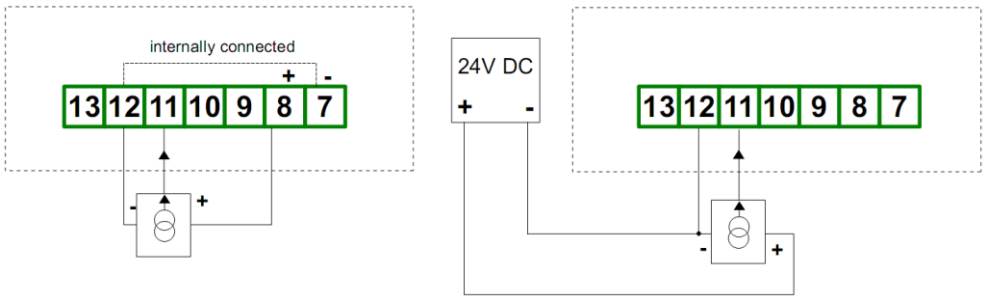 internally connected
+ -
13 12 11 10 9 8 7
- +
24V DC
+ -
13 12 11 10 9 8 7
- +